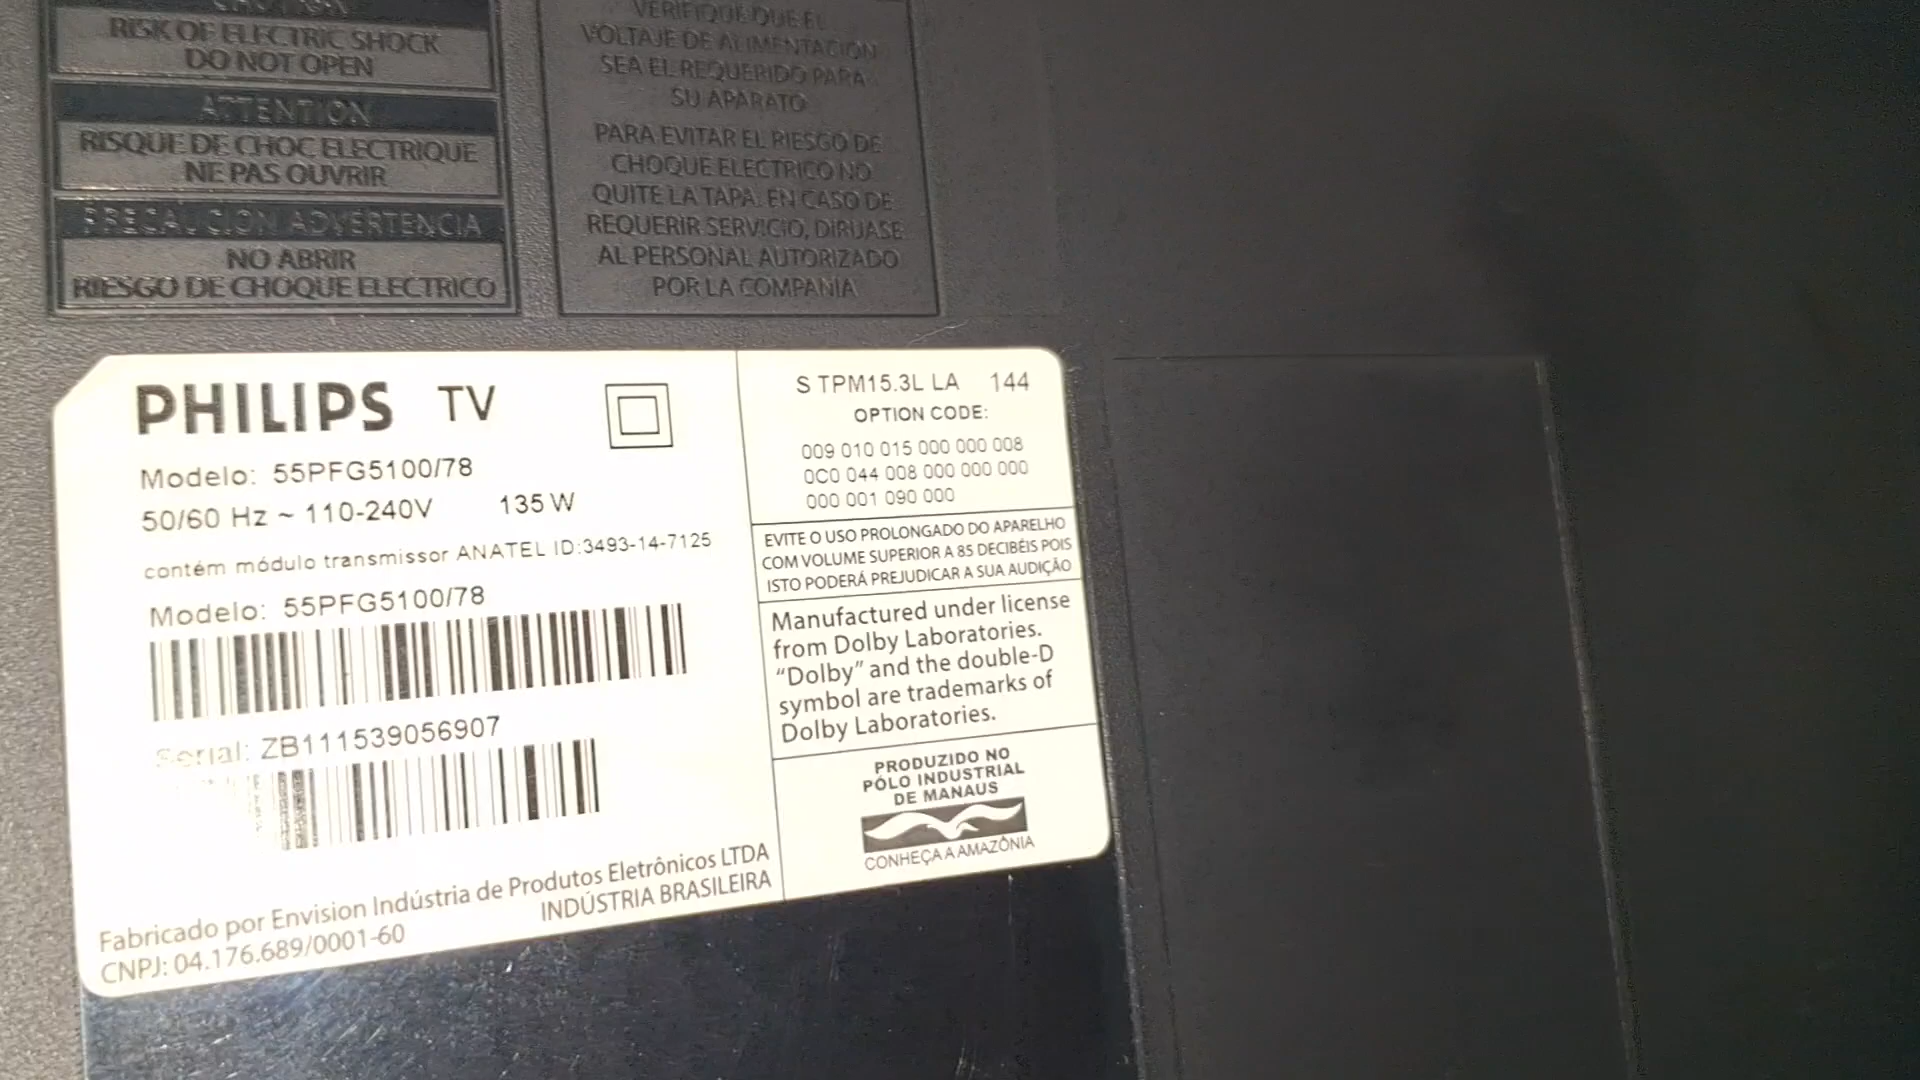 CAUTION
RISK OF ELECTRIC SHOCK
DO NOT OPEN
ATTENTION
RISQUE DE CHOC ELECTRIQUE
NE PAS OUVRIR
PRECAUCION ADVERTENCIA
NO ABRIR
RIESGO DE CHOQUE ELECTRICO
VERIFIQUE QUE EL
VOLTAJE DE ALIMENTACION
SEA EL REQUERIDO PARA
SU APARATO
PARA EVITAR EL RIESGO DE
CHOQUE ELECTRICO NO
QUITE LA TAPA. EN CASO DE
REQUERIR SERVICIO, DIRIJASE
AL PERSONAL AUTORIZADO
POR LA COMPANIA
PHILIPS TV
Modelo: 55PFG5100/78
50/60 Hz ~ 110-240V 135 W
contém módulo transmissor ANATEL ID:3493-14-7125
Modelo: 55PFG5100/78
Serial: ZB111539056907
Fabricado por Envision Indústria de Produtos Eletrônicos LTDA
INDÚSTRIA BRASILEIRA
CNPJ: 04.176.689/0001-60
S TPM15.3L LA 144
OPTION CODE:
009 010 015 000 000 008
0C0 044 008 000 000 000
000 001 090 000
EVITE O USO PROLONGADO DO APARELHO
COM VOLUME SUPERIOR A 85 DECIBÉIS POIS
ISTO PODERÁ PREJUDICAR A SUA AUDIÇÃO
Manufactured under license
from Dolby Laboratories.
“Dolby” and the double-D
symbol are trademarks of
Dolby Laboratories.
PRODUZIDO NO
PÓLO INDUSTRIAL
DE MANAUS
CONHEÇA A AMAZÔNIA